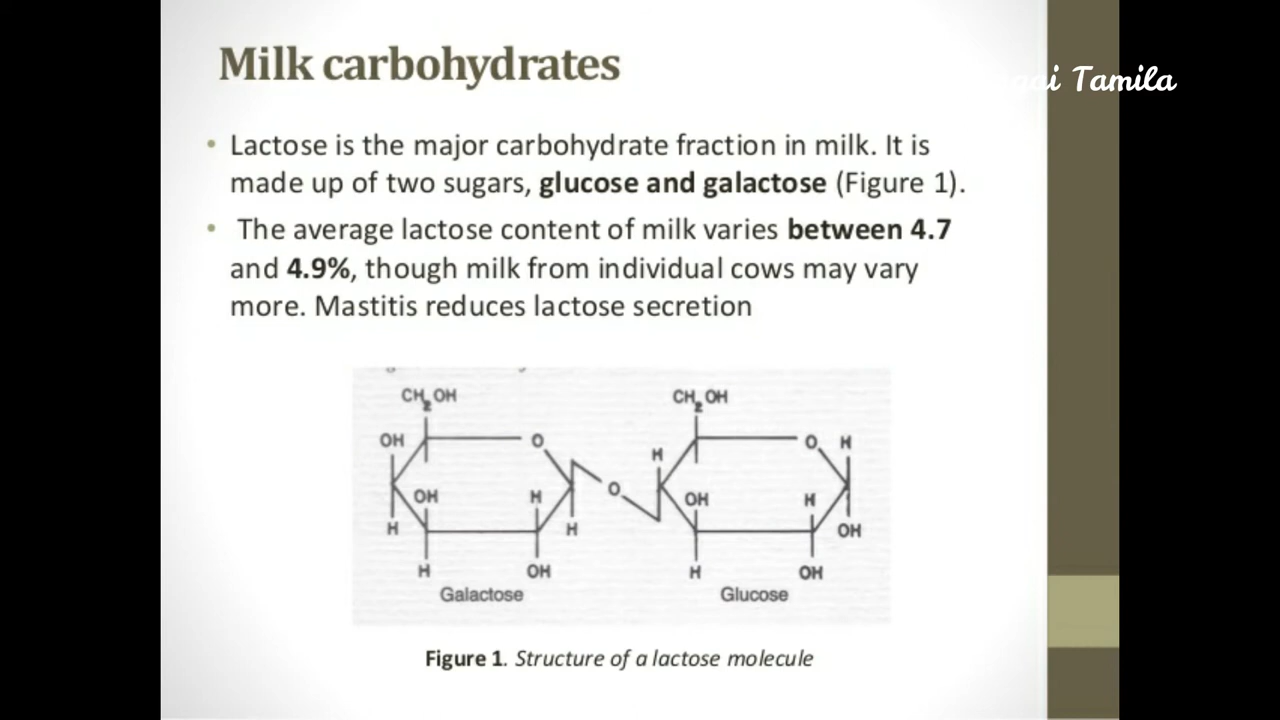 Milk carbohydrates
Tamila
• Lactose is the major carbohydrate fraction in milk. It is
made up of two sugars, glucose and galactose (Figure 1).
• The average lactose content of milk varies between 4.7
and 4.9%, though milk from individual cows may vary
more. Mastitis reduces lactose secretion
CH2OH CH2OH
OH O O H
H
O
OH H OH H
H H OH
H OH H OH
Galactose Glucose
Figure 1. Structure of a lactose molecule